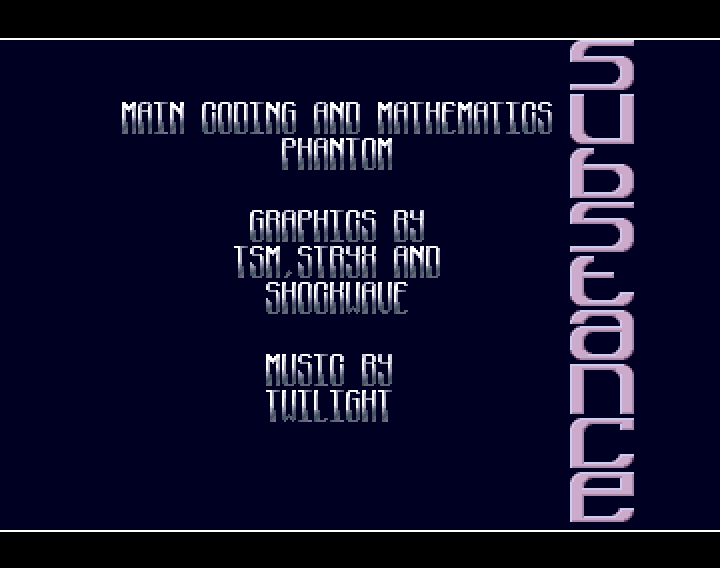 MAIN CODING AND MATHEMATICS
PHANTOM
GRAPHICS BY
TSM,STRYX AND
SHOCKWAVE
MUSIC BY
TWILIGHT
substance